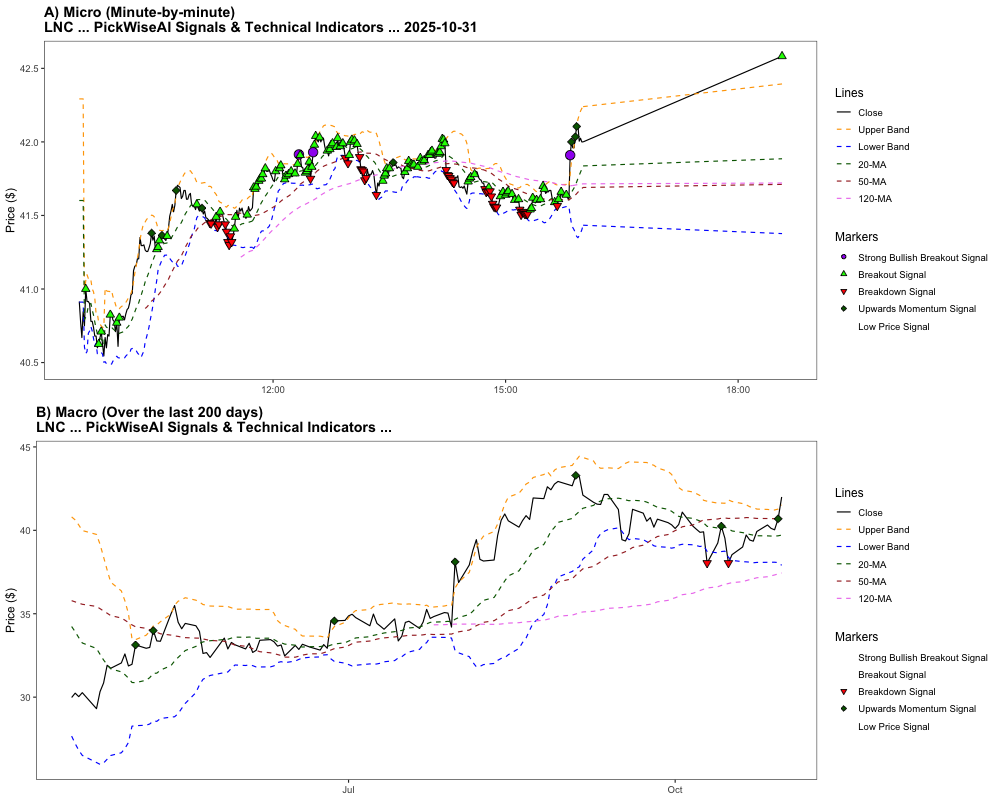 A) Micro (Minute-by-minute)
LNC ... PickWiseAI Signals & Technical Indicators ... 2025-10-31
Price ($)
42.5
42.0
41.5
41.0
40.5
12:00
15:00
18:00
Lines
Close
Upper Band
Lower Band
20-MA
50-MA
120-MA
Markers
Strong Bullish Breakout Signal
Breakout Signal
Breakdown Signal
Upwards Momentum Signal
Low Price Signal
B) Macro (Over the last 200 days)
LNC ... PickWiseAI Signals & Technical Indicators ...
Price ($)
45
40
35
30
Jul
Oct
Lines
Close
Upper Band
Lower Band
20-MA
50-MA
120-MA
Markers
Strong Bullish Breakout Signal
Breakout Signal
Breakdown Signal
Upwards Momentum Signal
Low Price Signal